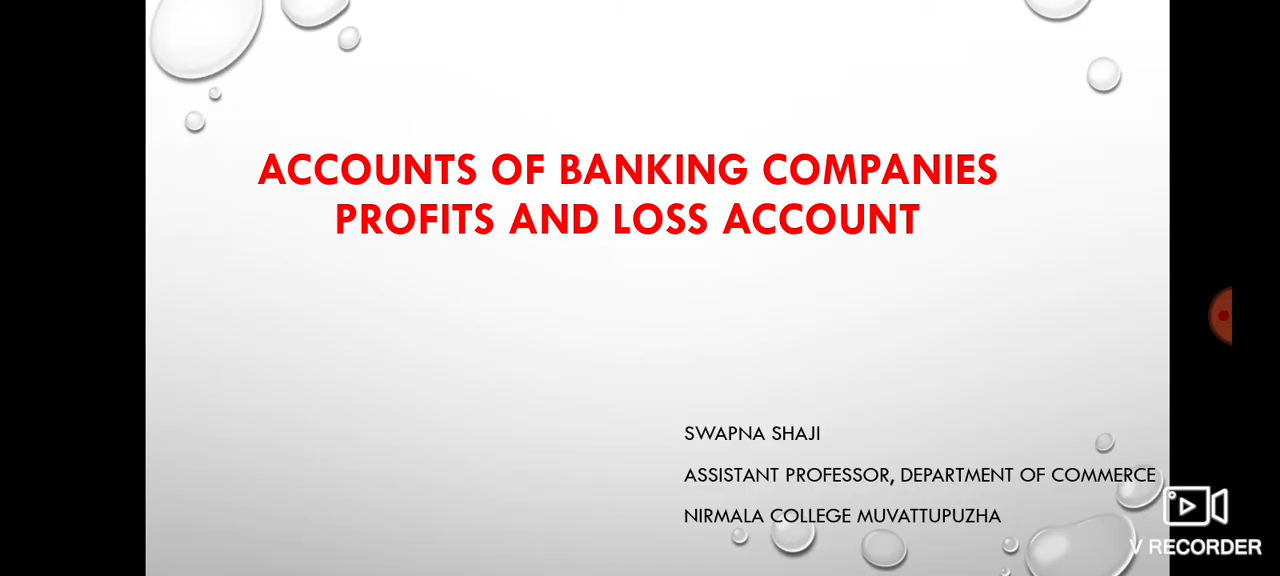 ACCOUNTS OF BANKING COMPANIES
PROFITS AND LOSS ACCOUNT
SWAPNA SHAJI
ASSISTANT PROFESSOR, DEPARTMENT OF COMMERCE
NIRMALA COLLEGE MUVATTUPUZHA
V RECORDER